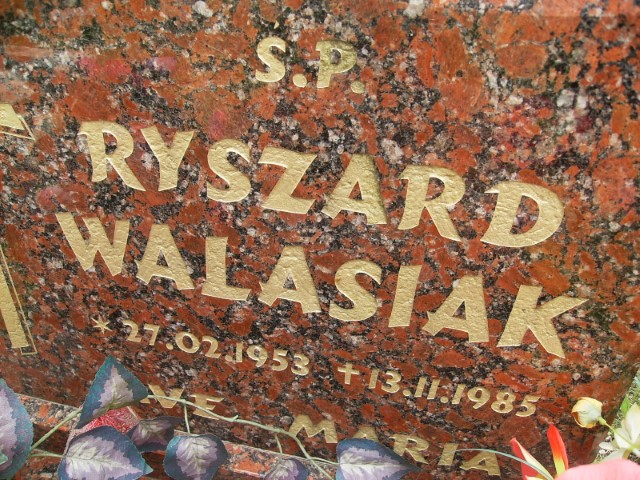 Ś.P.
RYSZARD
WALASIAK
* 27.02.1953 + 13.11.1985
AVE MARIA